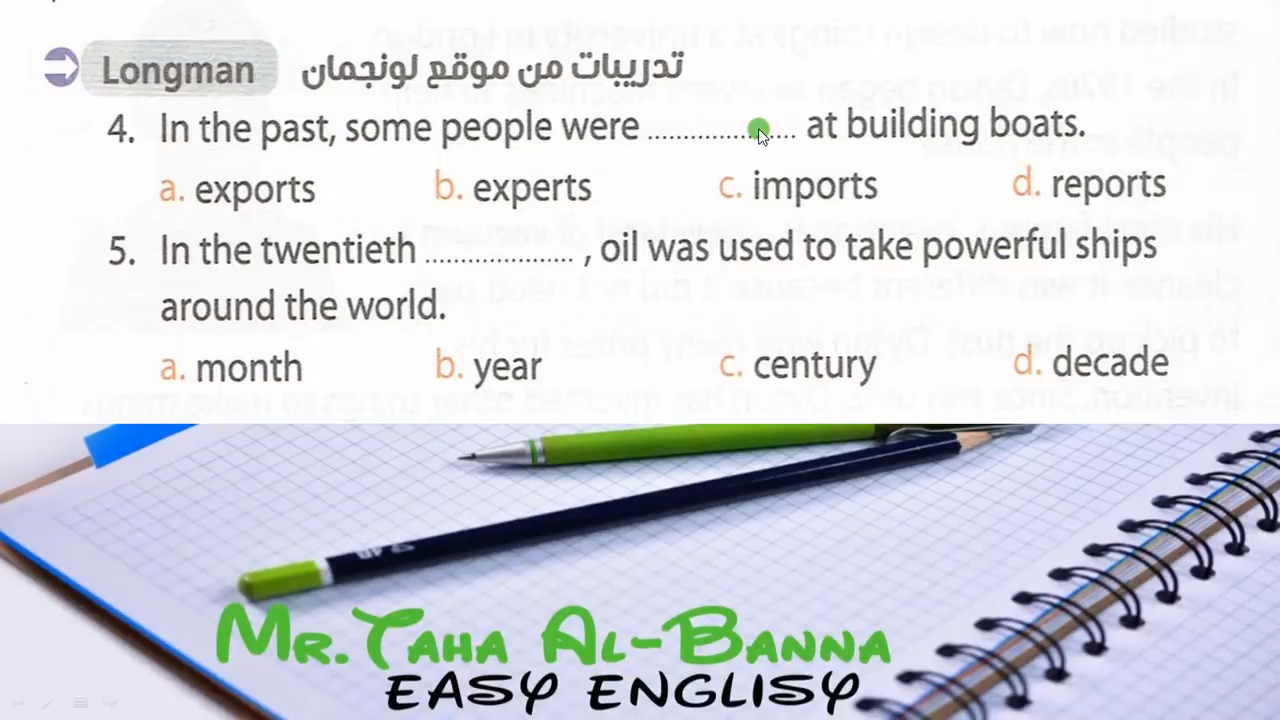 Longman تدريبات من موقع لونجمان
4. In the past, some people were .................. at building boats.
a. exports b. experts c. imports d. reports
5. In the twentieth .................. , oil was used to take powerful ships
around the world.
a. month b. year c. century d. decade
MR.TAHA AL-BANNA
EASY ENGLISY